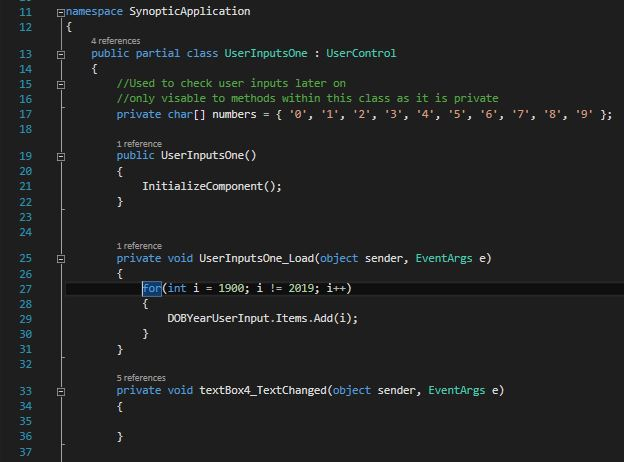 11 namespace SynopticApplication
12 {
4 references
13 public partial class UserInputsOne : UserControl
14 {
15 //Used to check user inputs later on
16 //only visable to methods within this class as it is private
17 private char[] numbers = { '0', '1', '2', '3', '4', '5', '6', '7', '8', '9' };
18
1 reference
19 public UserInputsOne()
20 {
21 InitializeComponent();
22 }
23
24
1 reference
25 private void UserInputsOne_Load(object sender, EventArgs e)
26 {
27 for(int i = 1900; i != 2019; i++)
28 {
29 DOBYearUserInput.Items.Add(i);
30 }
31 }
32
5 references
33 private void textBox4_TextChanged(object sender, EventArgs e)
34 {
35
36 }
37